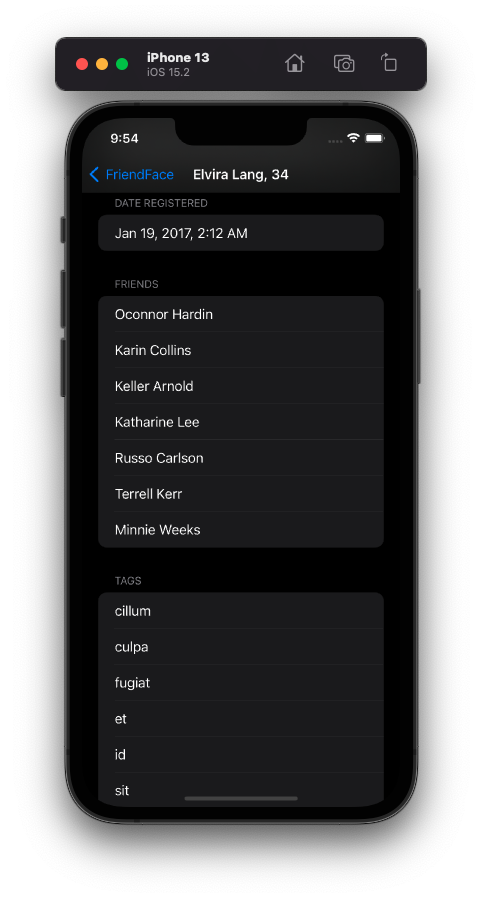 iPhone 13
iOS 15.2
9:54
FriendFace
Elvira Lang, 34
DATE REGISTERED
Jan 19, 2017, 2:12 AM
FRIENDS
Oconnor Hardin
Karin Collins
Keller Arnold
Katharine Lee
Russo Carlson
Terrell Kerr
Minnie Weeks
TAGS
cillum
culpa
fugiat
et
id
sit